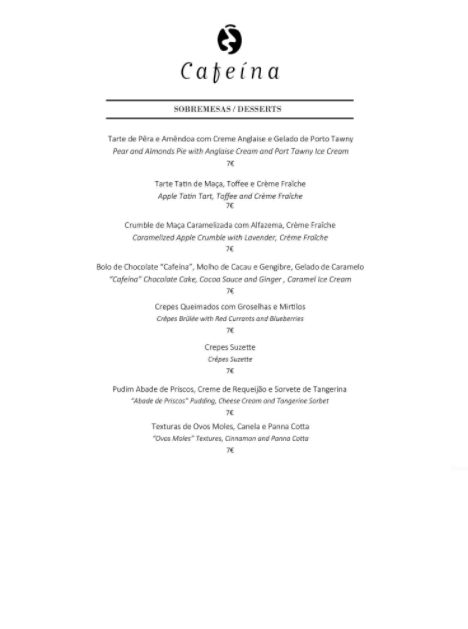 Cafeína
SOBREMESAS / DESSERTS
Tarte de Pêra e Amêndoa com Creme Anglaise e Gelado de Porto Tawny
Pear and Almonds Pie with Anglaise Cream and Port Tawny Ice Cream
7€
Tarte Tatin de Maça, Toffee e Crème Fraîche
Apple Tatin Tart, Toffee and Crème Fraîche
7€
Crumble de Maça Caramelizada com Alfazema, Crème Fraîche
Caramelized Apple Crumble with Lavender, Crème Fraîche
7€
Bolo de Chocolate "Cafeína", Molho de Cacau e Gengibre, Gelado de Caramelo
"Cafeína" Chocolate Cake, Cocoa Sauce and Ginger , Caramel Ice Cream
7€
Crepes Queimados com Groselhas e Mirtilos
Crêpes Brûlée with Red Currants and Blueberries
7€
Crepes Suzette
Crêpes Suzette
7€
Pudim Abade de Priscos, Creme de Requeijão e Sorvete de Tangerina
"Abade de Priscos" Pudding, Cheese Cream and Tangerine Sorbet
7€
Texturas de Ovos Moles, Canela e Panna Cotta
"Ovos Moles" Textures, Cinnamon and Panna Cotta
7€